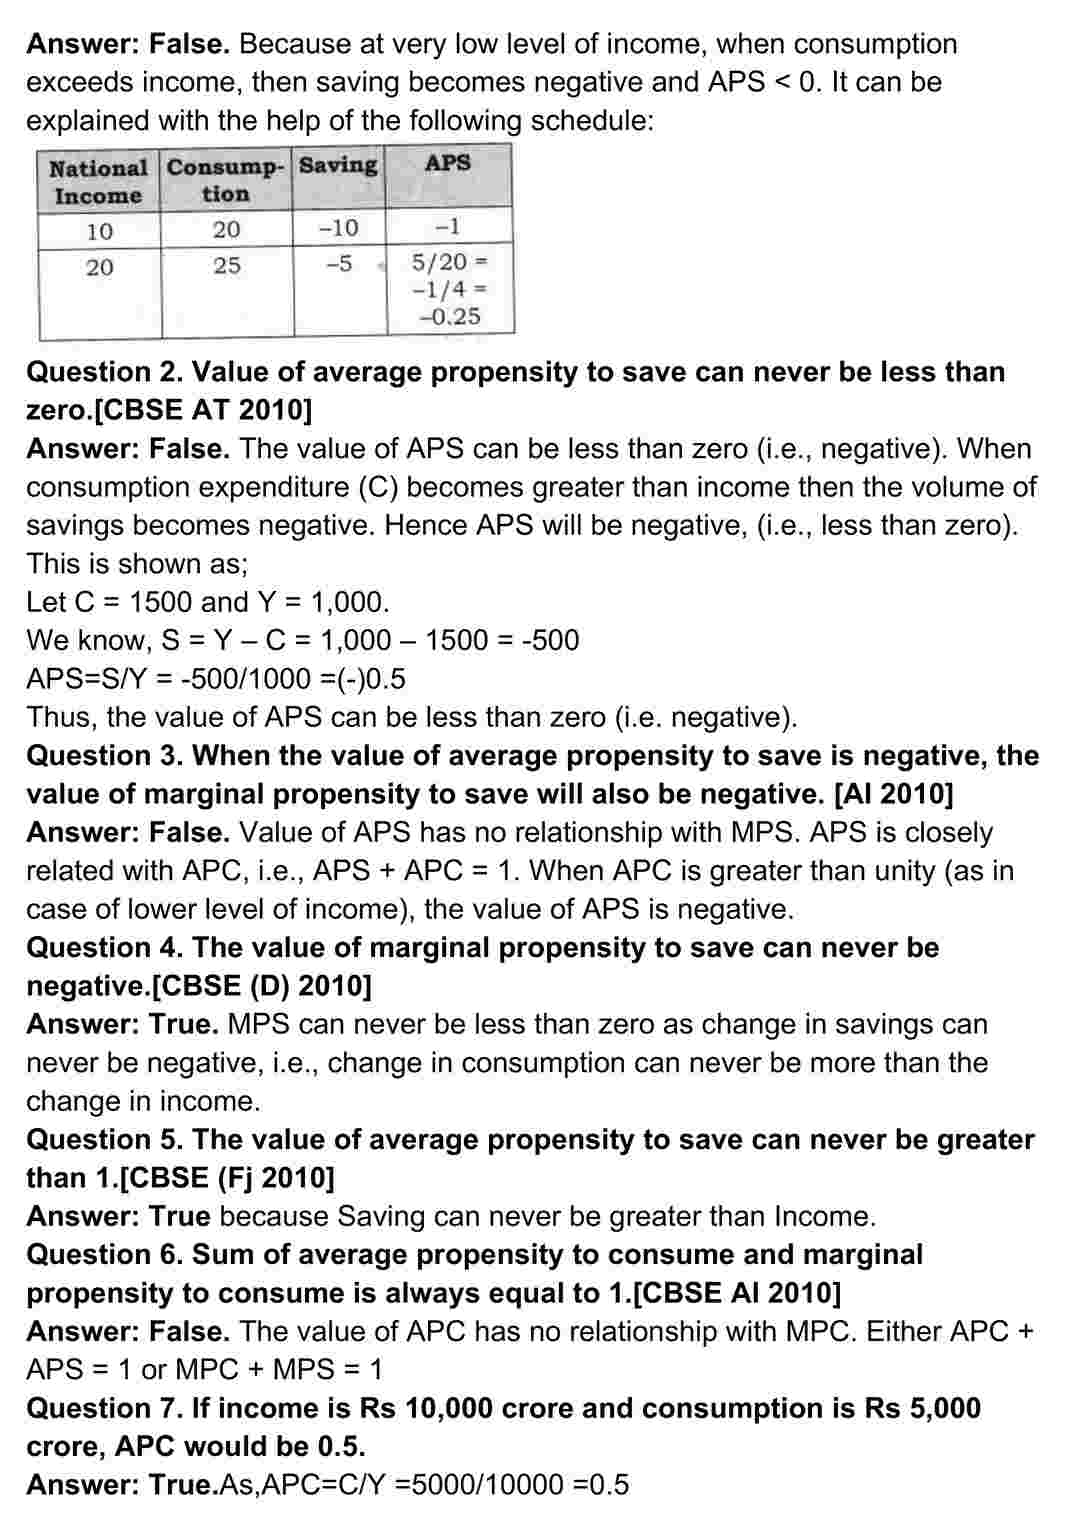 Answer: False. Because at very low level of income, when consumption
exceeds income, then saving becomes negative and APS < 0. It can be
explained with the help of the following schedule:
National Income Consump-tion Saving APS
10 20 –10 –1
20 25 –5 5/20 =
–1/4 =
–0.25
Question 2. Value of average propensity to save can never be less than
zero.[CBSE AT 2010]
Answer: False. The value of APS can be less than zero (i.e., negative). When
consumption expenditure (C) becomes greater than income then the volume of
savings becomes negative. Hence APS will be negative, (i.e., less than zero).
This is shown as;
Let C = 1500 and Y = 1,000.
We know, S = Y – C = 1,000 – 1500 = -500
APS=S/Y = -500/1000 =(-)0.5
Thus, the value of APS can be less than zero (i.e. negative).
Question 3. When the value of average propensity to save is negative, the
value of marginal propensity to save will also be negative. [AI 2010]
Answer: False. Value of APS has no relationship with MPS. APS is closely
related with APC, i.e., APS + APC = 1. When APC is greater than unity (as in
case of lower level of income), the value of APS is negative.
Question 4. The value of marginal propensity to save can never be
negative.[CBSE (D) 2010]
Answer: True. MPS can never be less than zero as change in savings can
never be negative, i.e., change in consumption can never be more than the
change in income.
Question 5. The value of average propensity to save can never be greater
than 1.[CBSE (Fj 2010]
Answer: True because Saving can never be greater than Income.
Question 6. Sum of average propensity to consume and marginal
propensity to consume is always equal to 1.[CBSE AI 2010]
Answer: False. The value of APC has no relationship with MPC. Either APC +
APS = 1 or MPC + MPS = 1
Question 7. If income is Rs 10,000 crore and consumption is Rs 5,000
crore, APC would be 0.5.
Answer: True.As,APC=C/Y =5000/10000 =0.5